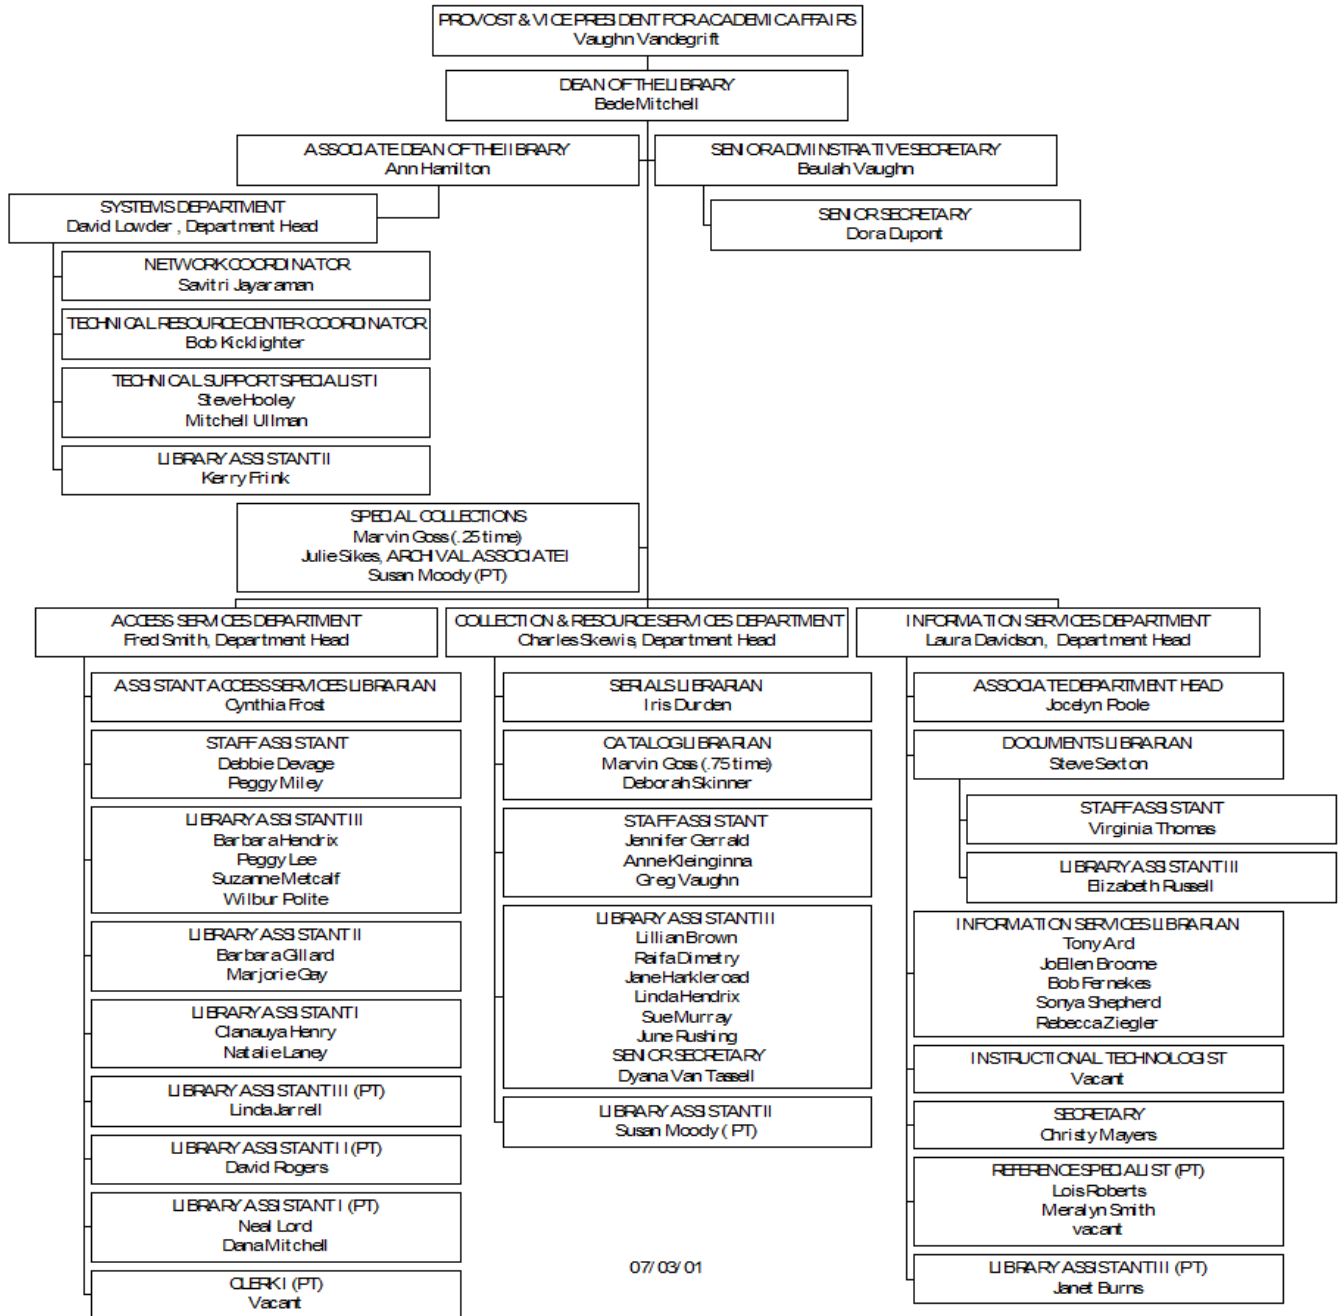 PROVOST & VICE PRESIDENT FOR ACADEMIC AFFAIRS
Vaughn Vandegrift
DEAN OF THE LIBRARY
Bede Mitchell
ASSOCIATE DEAN OF THE lIBRARY
Ann Hamilton
SENIOR ADMINSTRATIVE SECRETARY
Beulah Vaughn
SENIOR SECRETARY
Dora Dupont
SYSTEMS DEPARTMENT
David Lowder , Department Head
NETWORK COORDINATOR
Savitri Jayaraman
TECHNICAL RESOURCE CENTER COORDINATOR
Bob Kicklighter
TECHNICAL SUPPORT SPECIALIST I
Steve Hooley
Mitchell Ullman
LIBRARY ASSISTANT II
Kerry Frink
SPECIAL COLLECTIONS
Marvin Goss (.25 time)
Julie Sikes, ARCHIVAL ASSOCIATE I
Susan Moody (PT)
ACCESS SERVICES DEPARTMENT
Fred Smith, Department Head
ASSISTANT ACCESS SERVICES LIBRARIAN
Cynthia Frost
STAFF ASSISTANT
Debbie Devage
Peggy Miley
LIBRARY ASSISTANT III
Barbara Hendrix
Peggy Lee
Suzanne Metcalf
Wilbur Polite
LIBRARY ASSISTANT II
Barbara Gillard
Marjorie Gay
LIBRARY ASSISTANT I
Clanauya Henry
Natalie Laney
LIBRARY ASSISTANT III (PT)
Linda Jarrell
LIBRARY ASSISTANT II (PT)
David Rogers
LIBRARY ASSISTANT I (PT)
Neal Lord
Dana Mitchell
CLERK I (PT)
Vacant
COLLECTION & RESOURCE SERVICES DEPARTMENT
Charles Skewis, Department Head
SERIALS LIBRARIAN
Iris Durden
CATALOG LIBRARIAN
Marvin Goss (.75 time)
Deborah Skinner
STAFF ASSISTANT
Jennifer Gerrald
Anne Kleinginna
Greg Vaughn
LIBRARY ASSISTANT III
Lillian Brown
Raifa Dimetry
Jane Harkleroad
Linda Hendrix
Sue Murray
June Rushing
SENIOR SECRETARY
Dyana Van Tassell
LIBRARY ASSISTANT II
Susan Moody ( PT)
INFORMATION SERVICES DEPARTMENT
Laura Davidson, Department Head
ASSOCIATE DEPARTMENT HEAD
Jocelyn Poole
DOCUMENTS LIBRARIAN
Steve Sexton
STAFF ASSISTANT
Virginia Thomas
LIBRARY ASSISTANT III
Elizabeth Russell
INFORMATION SERVICES LIBRARIAN
Tony Ard
JoEllen Broome
Bob Fernekes
Sonya Shepherd
Rebecca Ziegler
INSTRUCTIONAL TECHNOLOGIST
Vacant
SECRETARY
Christy Mayers
REFERENCE SPECIALIST (PT)
Lois Roberts
Meralyn Smith
vacant
LIBRARY ASSISTANT III (PT)
Janet Burns
07/03/01